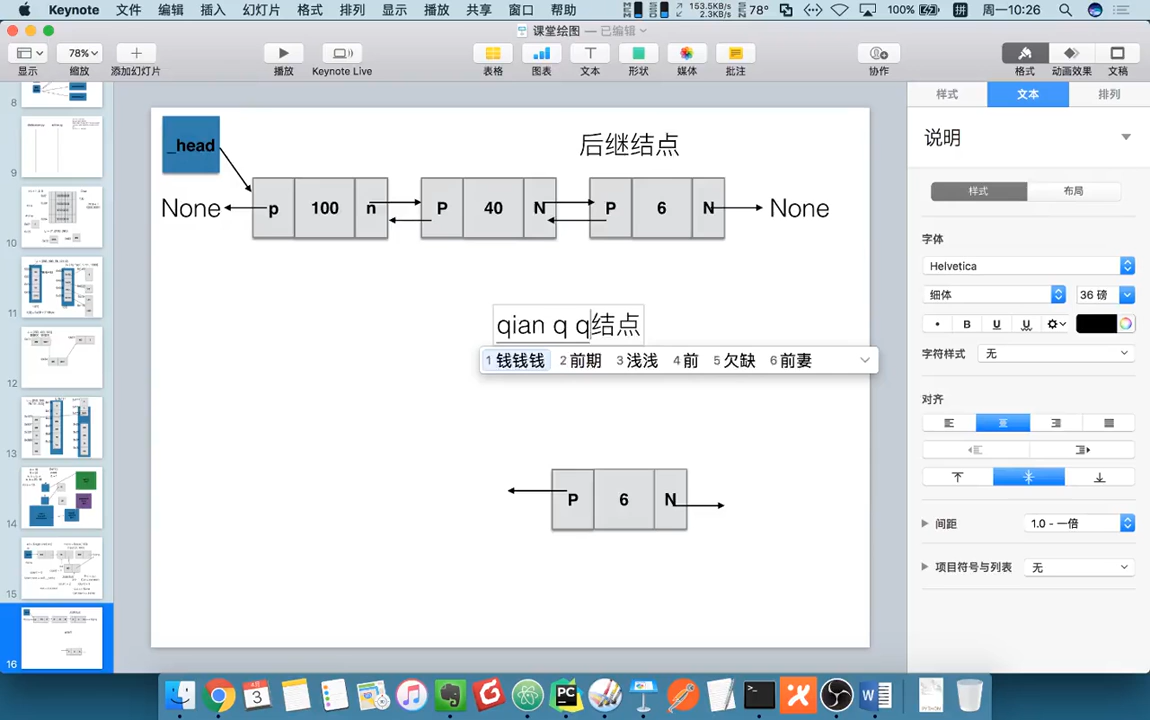 Keynote 文件 编辑 插入 幻灯片 格式 排列 显示 播放 共享 窗口 帮助 153.5KB/s 2.3KB/s 78° 100% 拼 周一10:26
课堂绘图 — 已编辑
显示 78% 缩放 添加幻灯片 播放 Keynote Live 表格 图表 文本 形状 媒体 批注 协作 格式 动画效果 文稿
样式 文本 排列
8
9
10
11
12
13
14
15
16
_head
后继结点
None p 100 n P 40 N P 6 N None
qian q q结点
1 钱钱钱 2 前期 3 浅浅 4 前 5 欠缺 6 前妻
P 6 N
说明
样式 布局
字体
Helvetica
细体 36 磅
B U U
字符样式 无
对齐
间距 1.0 - 一倍
项目符号与列表 无
3
PC
W
PYTHON